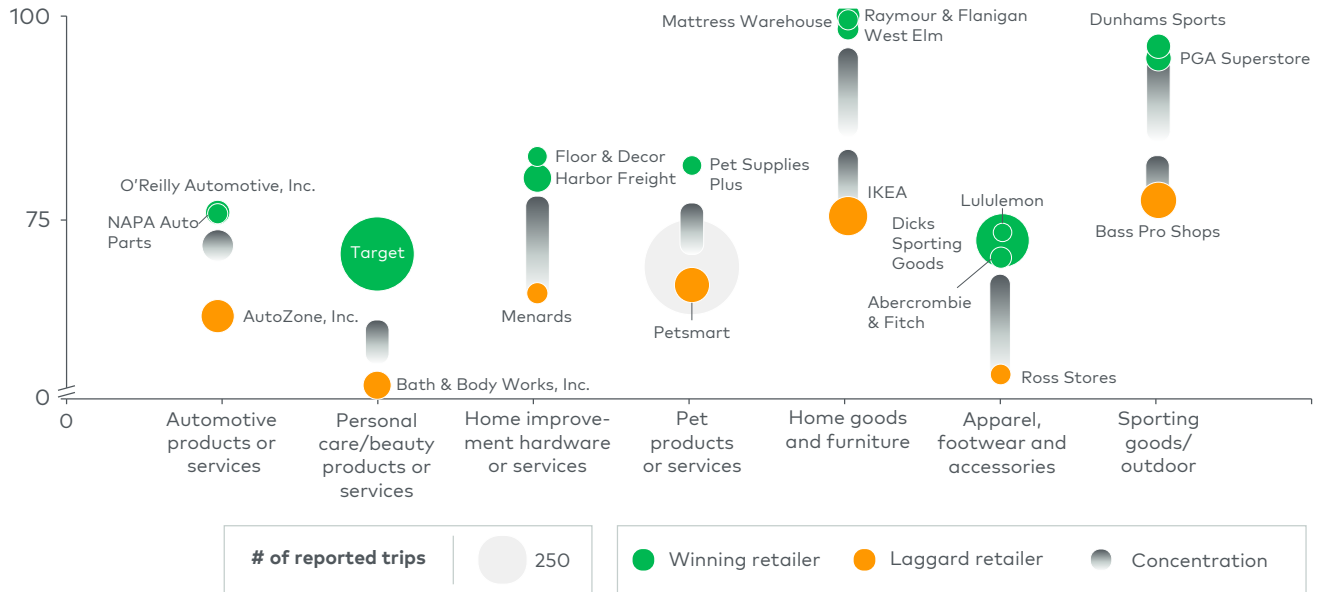 100
75
0
0
O'Reilly Automotive, Inc.
NAPA Auto
Parts
AutoZone, Inc.
Target
Bath & Body Works, Inc.
Floor & Decor
Harbor Freight
Menards
Pet Supplies
Plus
Petsmart
Mattress Warehouse
Raymour & Flanigan
West Elm
IKEA
Dicks
Sporting
Goods
Lululemon
Abercrombie
& Fitch
Ross Stores
Dunhams Sports
PGA Superstore
Bass Pro Shops
Automotive
products or
services
Personal
care/beauty
products or
services
Home improve-
ment hardware
or services
Pet
products
or services
Home goods
and furniture
Apparel,
footwear and
accessories
Sporting
goods/
outdoor
# of reported trips
250
Winning retailer
Laggard retailer
Concentration